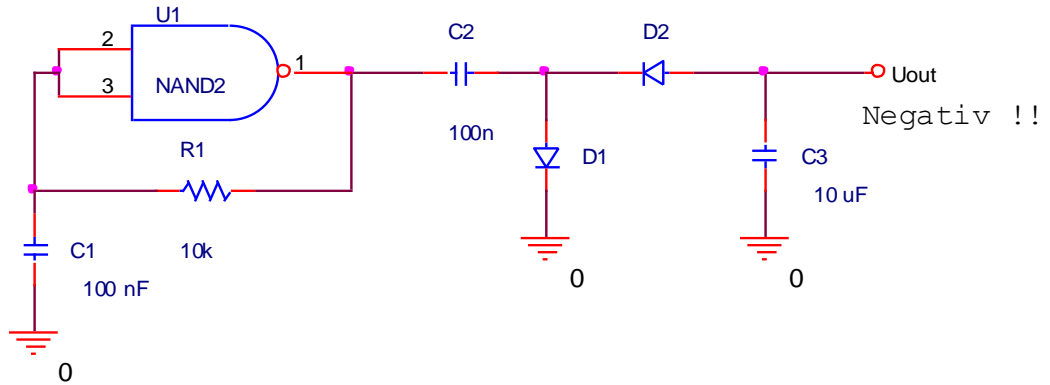 U1
2
3
NAND2
1
C2
100n
D2
Uout
Negativ !!
R1
10k
D1
C3
10 uF
C1
100 nF
0
0
0